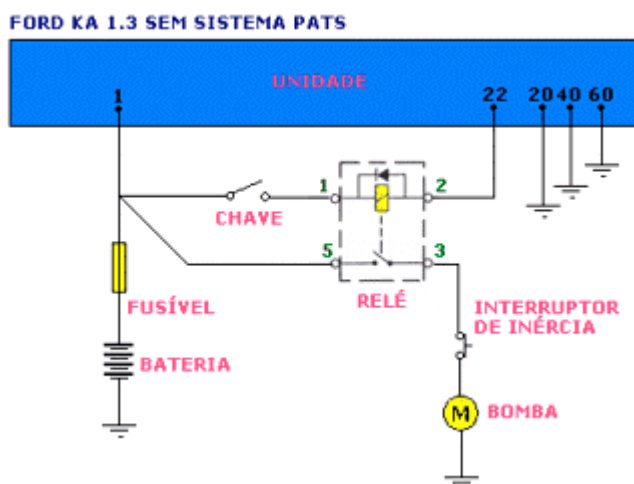 FORD KA 1.3 SEM SISTEMA PATS
UNIDADE
1
22
20
40
60
CHAVE
1
2
5
3
RELÉ
FUSÍVEL
INTERRUPTOR
DE INÉRCIA
BATERIA
M
BOMBA